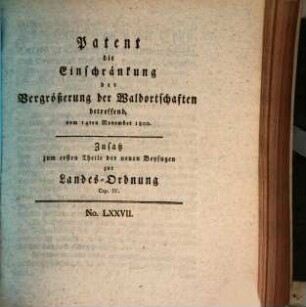 Patent
die
Einschränkung
der
Vergrößerung der Waldortschaften
betreffend,
vom 14ten November 1800.
Zusatz
zum ersten Theile der neuen Beyfugen
zur
Landes-Ordnung
Cap. IV.
No. LXXVII.